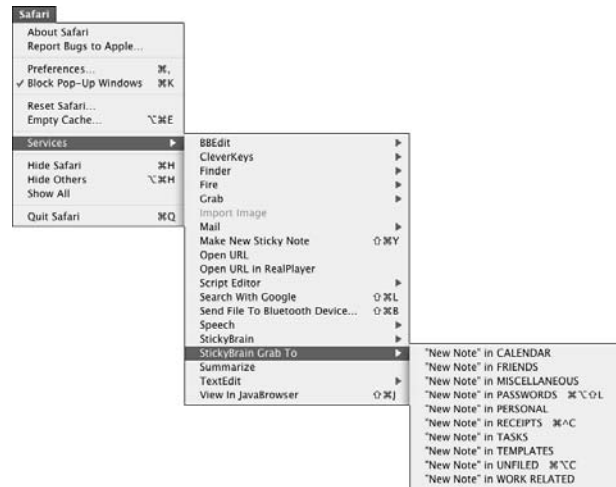 Safari
About Safari
Report Bugs to Apple...
Preferences... ⌘,
✓ Block Pop-Up Windows ⌘K
Reset Safari...
Empty Cache... ⌥⌘E
Services ▶
Hide Safari ⌘H
Hide Others ⌥⌘H
Show All
Quit Safari ⌘Q
BBEdit ▶
CleverKeys ▶
Finder ▶
Fire ▶
Grab ▶
Import Image
Mail ▶
Make New Sticky Note ⇧⌘Y
Open URL
Open URL in RealPlayer
Script Editor ▶
Search With Google ⇧⌘L
Send File To Bluetooth Device... ⇧⌘B
Speech ▶
StickyBrain ▶
StickyBrain Grab To ▶
Summarize
TextEdit ▶
View In JavaBrowser ⇧⌘J
"New Note" in CALENDAR
"New Note" in FRIENDS
"New Note" in MISCELLANEOUS
"New Note" in PASSWORDS ⌘⌥⇧L
"New Note" in PERSONAL
"New Note" in RECEIPTS ⌘^C
"New Note" in TASKS
"New Note" in TEMPLATES
"New Note" in UNFILED ⌘⌥C
"New Note" in WORK RELATED